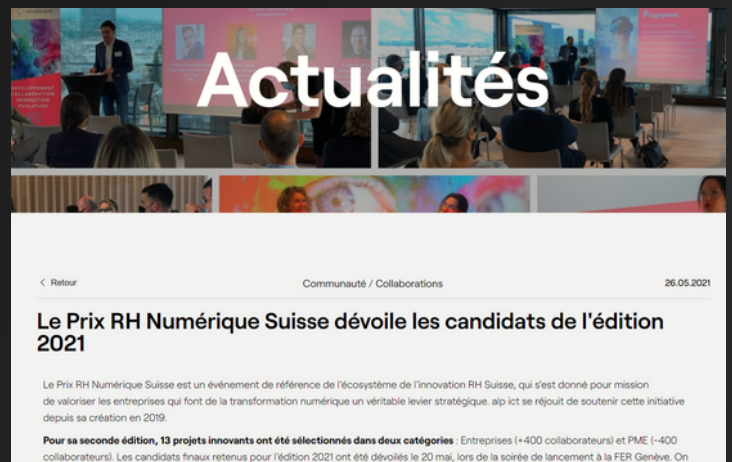 Actualités
DEVELOPPEMENT
COLLABORATION
INNOVATION
EVOLUTION
Programme
Retour
Communauté / Collaborations
26.05.2021
Le Prix RH Numérique Suisse dévoile les candidats de l'édition
2021
Le Prix RH Numérique Suisse est un événement de référence de l'écosystème de l'innovation RH Suisse, qui s'est donné pour mission
de valoriser les entreprises qui font de la transformation numérique un véritable levier stratégique. alp ict se réjouit de soutenir cette initiative
depuis sa création en 2019.
Pour sa seconde édition, 13 projets innovants ont été sélectionnés dans deux catégories : Entreprises (+400 collaborateurs) et PME (-400
collaborateurs). Les candidats finaux retenus pour l'édition 2021 ont été dévoilés le 20 mai, lors de la soirée de lancement à la FER Genève. On